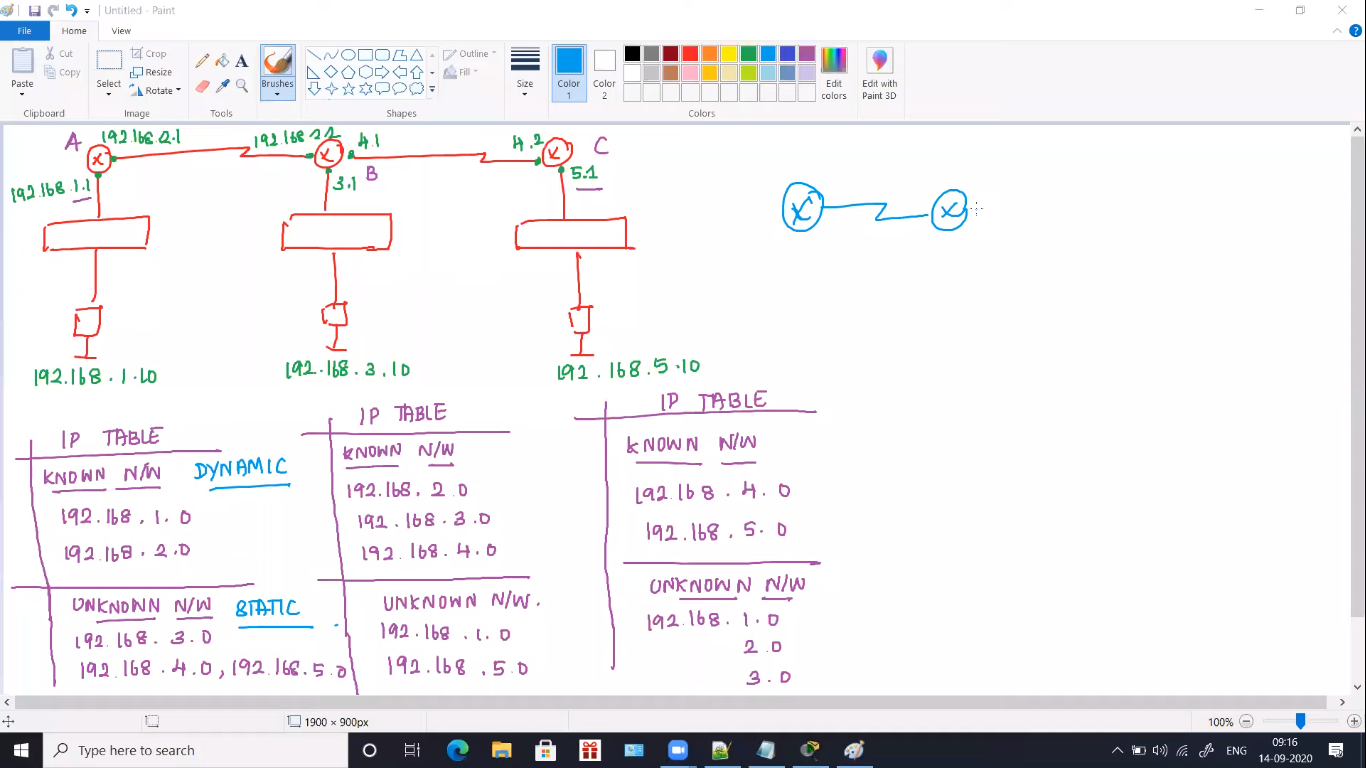 Untitled - Paint
File Home View
Paste
Cut
Copy
Clipboard
Select
Crop
Resize
Rotate
Image
A
Tools
Brushes
Outline
Fill
Shapes
Size
Color 1
Color 2
Edit colors
Edit with Paint 3D
Colors
A
192.168.2.1
192.168.2.2
4.1
4.2
C
X
X
X
192.168.1.1
3.1
B
5.1
X
X
192.168.1.10
192.168.3.10
192.168.5.10
IP TABLE
KNOWN N/W
DYNAMIC
192.168.1.0
192.168.2.0
UNKNOWN N/W
STATIC
192.168.3.0
192.168.4.0, 192.168.5.0
IP TABLE
KNOWN N/W
192.168.2.0
192.168.3.0
192.168.4.0
UNKNOWN N/W.
192.168.1.0
192.168.5.0
IP TABLE
KNOWN N/W
192.168.4.0
192.168.5.0
UNKNOWN N/W
192.168.1.0
2.0
3.0
1900 × 900px
100%
Type here to search
ENG
09:16
14-09-2020